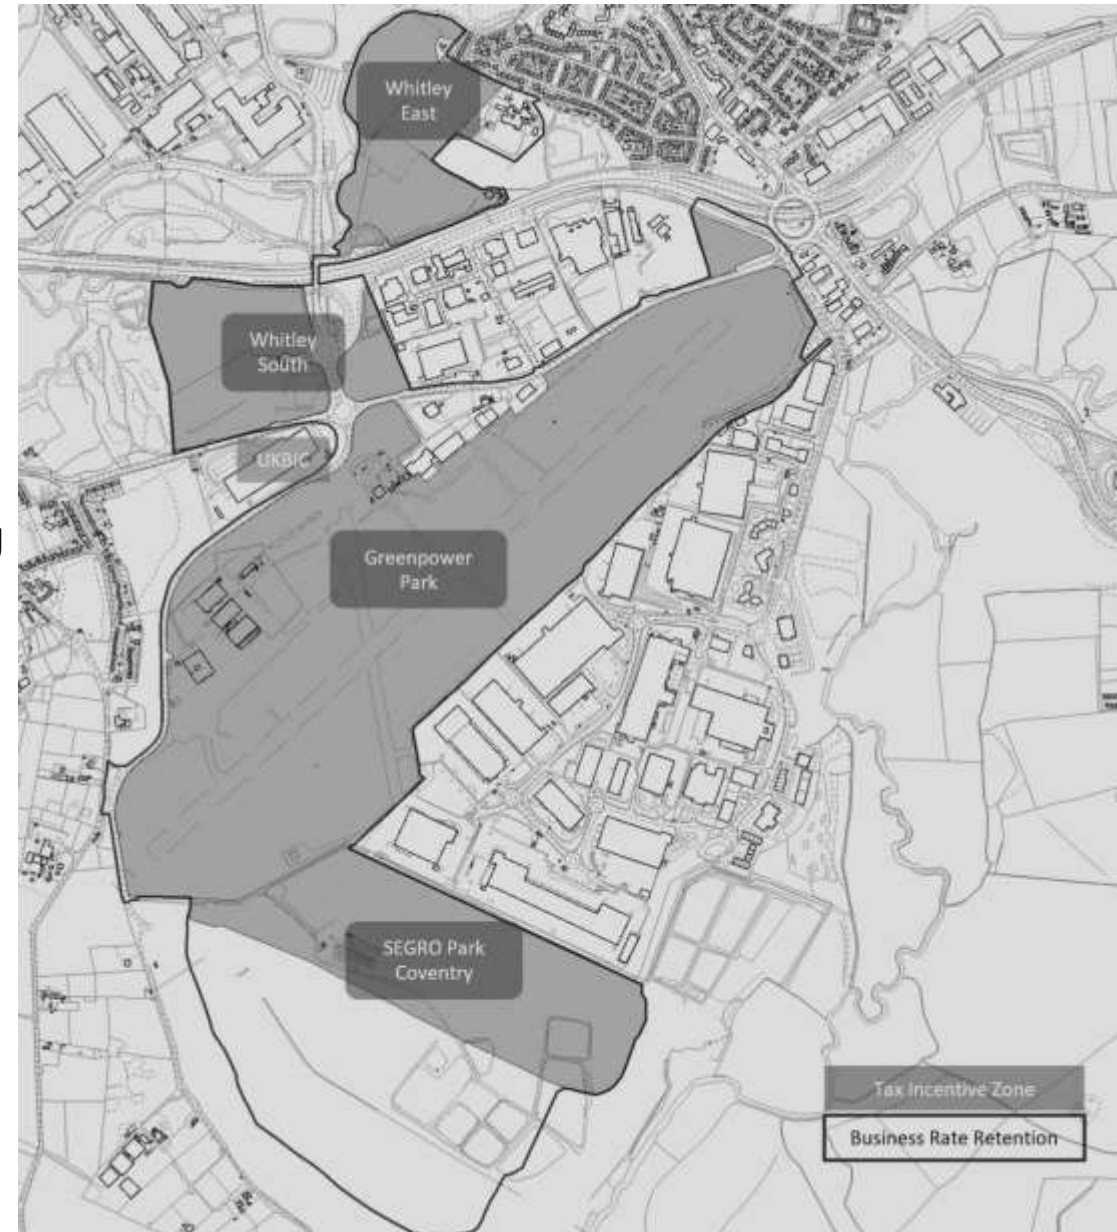 Whitley
East
Whitley
South
UKBIC
Greenpower
Park
SEGRO Park
Coventry
Tax Incentive Zone
Business Rate Retention